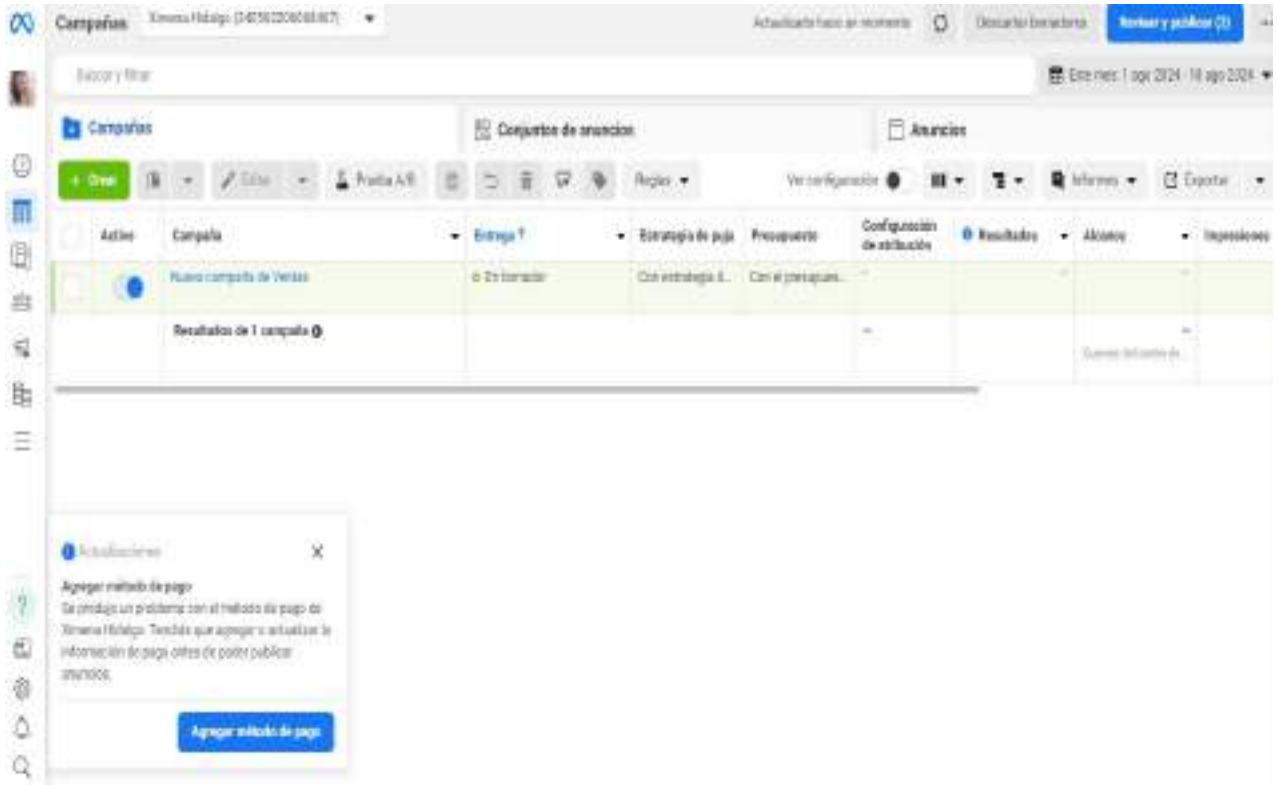 Campañas
Ximena Hidalgo
Actualizado hace un momento
Descartar borradores
Revisar y publicar (3)
Buscar y filtrar
Este mes: 1 ago 2024 - 18 ago 2024
Campañas
Conjuntos de anuncios
Anuncios
+ Crear
Editar
Prueba A/B
Reglas
Ver configuración
Informes
Exportar
Activo
Campaña
Entrega ↑
Estrategia de puja
Presupuesto
Configuración
de atribución
Resultados
Alcance
Impresiones
Nueva campaña de Ventas
En borrador
Con estrategia d...
Con el presupues...
Resultados de 1 campaña
Actualizaciones
Agregar método de pago
Se produjo un problema con el método de pago de
Ximena Hidalgo. Tendrás que agregar o actualizar la
información de pago antes de poder publicar
anuncios.
Agregar método de pago